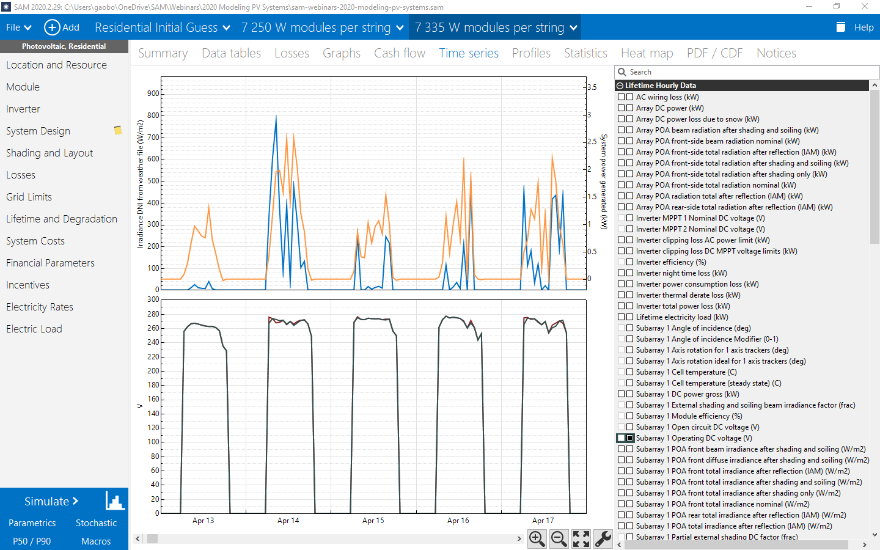 SAM 2020.2.29: C:\Users\gaobo\OneDrive\SAM\Webinars\2020 Modeling PV Systems\sam-webinars-2020-modeling-pv-systems.sam
File Add Residential Initial Guess 7 250 W modules per string 7 335 W modules per string Help
Photovoltaic, Residential
Location and Resource
Module
Inverter
System Design
Shading and Layout
Losses
Grid Limits
Lifetime and Degradation
System Costs
Financial Parameters
Incentives
Electricity Rates
Electric Load
Simulate >
Parametrics Stochastic
P50 / P90 Macros
Summary Data tables Losses Graphs Cash flow Time series Profiles Statistics Heat map PDF / CDF Notices
Irradiance DNI from weather file (W/m2)
900
800
700
600
500
400
300
200
100
0
3.5
3
2.5
2
1.5
1
0.5
0
System power generated (kW)
V
300
280
260
240
220
200
180
160
140
120
100
80
60
40
20
0
Apr 13 Apr 14 Apr 15 Apr 16 Apr 17
Search
Lifetime Hourly Data
AC wiring loss (kW)
Array DC power (kW)
Array DC power loss due to snow (kW)
Array POA beam radiation after shading and soiling (kW)
Array POA front-side beam radiation nominal (kW)
Array POA front-side total radiation after reflection (IAM) (kW)
Array POA front-side total radiation after shading and soiling (kW)
Array POA front-side total radiation after shading only (kW)
Array POA front-side total radiation nominal (kW)
Array POA radiation total after reflection (IAM) (kW)
Array POA rear-side total radiation after reflection (IAM) (kW)
Inverter MPPT 1 Nominal DC voltage (V)
Inverter MPPT 2 Nominal DC voltage (V)
Inverter clipping loss AC power limit (kW)
Inverter clipping loss DC MPPT voltage limits (kW)
Inverter efficiency (%)
Inverter night time loss (kW)
Inverter power consumption loss (kW)
Inverter thermal derate loss (kW)
Inverter total power loss (kW)
Lifetime electricity load (kW)
Subarray 1 Angle of incidence (deg)
Subarray 1 Angle of incidence Modifier (0-1)
Subarray 1 Axis rotation for 1 axis trackers (deg)
Subarray 1 Axis rotation ideal for 1 axis trackers (deg)
Subarray 1 Cell temperature (C)
Subarray 1 Cell temperature (steady state) (C)
Subarray 1 DC power gross (kW)
Subarray 1 External shading and soiling beam irradiance factor (frac)
Subarray 1 Module efficiency (%)
Subarray 1 Open circuit DC voltage (V)
Subarray 1 Operating DC voltage (V)
Subarray 1 POA front beam irradiance after shading and soiling (W/m2)
Subarray 1 POA front diffuse irradiance after shading and soiling (W/m2)
Subarray 1 POA front total irradiance after reflection (IAM) (W/m2)
Subarray 1 POA front total irradiance after shading and soiling (W/m2)
Subarray 1 POA front total irradiance after shading only (W/m2)
Subarray 1 POA front total irradiance nominal (W/m2)
Subarray 1 POA rear total irradiance after reflection (IAM) (W/m2)
Subarray 1 POA total irradiance after reflection (IAM) (W/m2)
Subarray 1 Partial external shading DC factor (frac)